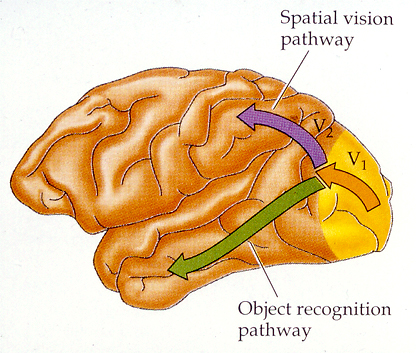 Spatial vision
pathway
V2
V1
Object recognition
pathway